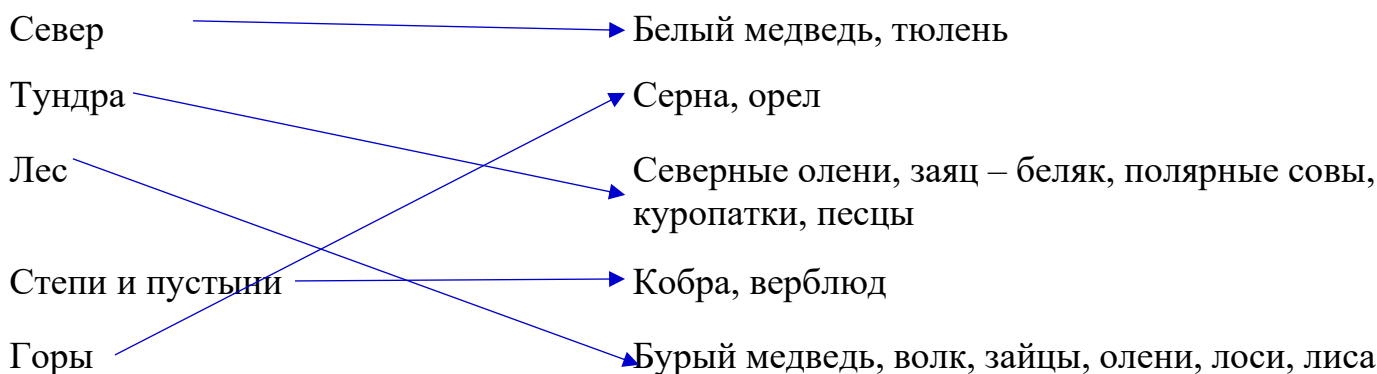 Север
Белый медведь, тюлень
Тундра
Серна, орел
Лес
Северные олени, заяц – беляк, полярные совы,
куропатки, песцы
Степи и пустыни
Кобра, верблюд
Горы
Бурый медведь, волк, зайцы, олени, лоси, лиса